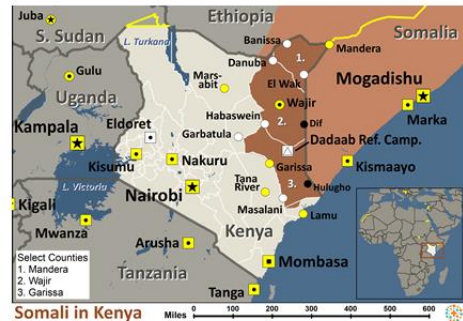 Juba
Ethiopia
S. Sudan
L. Turkana
Banissa
Mandera
Somalia
Danuba
1.
Gulu
Mars-
abit
El Wak
Mogadishu
Uganda
Wajir
Habaswein
2.
Dif
Marka
Kampala
Eldoret
Garbatula
Dadaab Ref. Camp.
Kisumu
Nakuru
Garissa
Kismaayo
L. Victoria
Tana
River
3.
Hulugho
Nairobi
Kigali
Masalani
Lamu
Mwanza
Kenya
Arusha
Select Counties
1. Mandera
2. Wajir
3. Garissa
Tanzania
Mombasa
Tanga
Somali in Kenya
Miles 0 100 200 300 400 500 600